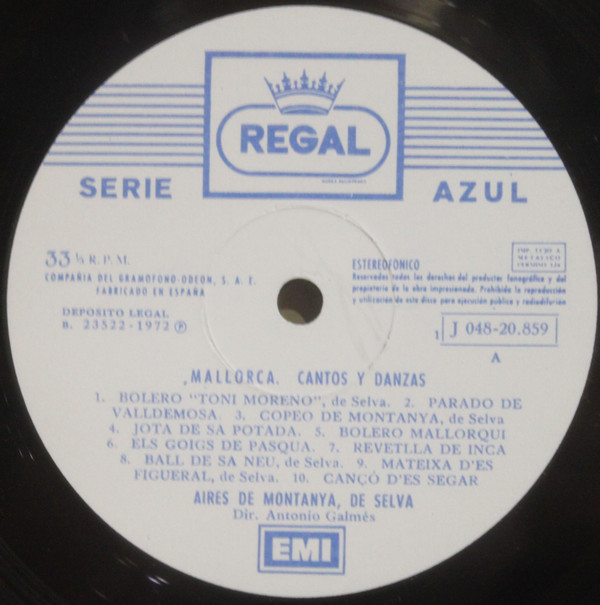 REGAL
SERIE AZUL
33 ⅓ R. P. M.
COMPAÑIA DEL GRAMOFONO-ODEON, S. A. E.
FABRICADO EN ESPAÑA
DEPOSITO LEGAL
B. 23522-1972 Ⓟ
ESTEREOFONICO
Reservados todos los derechos del productor fonográfico y del
propietario de la obra impresionada. Prohibida la reproducción
y utilización de este disco para ejecución pública y radiodifusión
1 J 048-20.859
A
MALLORCA. CANTOS Y DANZAS
1. BOLERO "TONI MORENO", de Selva. 2. PARADO DE
VALLDEMOSA. 3. COPEO DE MONTANYA, de Selva
4. JOTA DE SA POTADA. 5. BOLERO MALLORQUI
6. ELS GOIGS DE PASQUA. 7. REVETLLA DE INCA
8. BALL DE SA NEU, de Selva. 9. MATEIXA D'ES
FIGUERAL, de Selva. 10. CANÇÓ D'ES SEGAR
AIRES DE MONTANYA, DE SELVA
Dir. Antonio Galmés
EMI